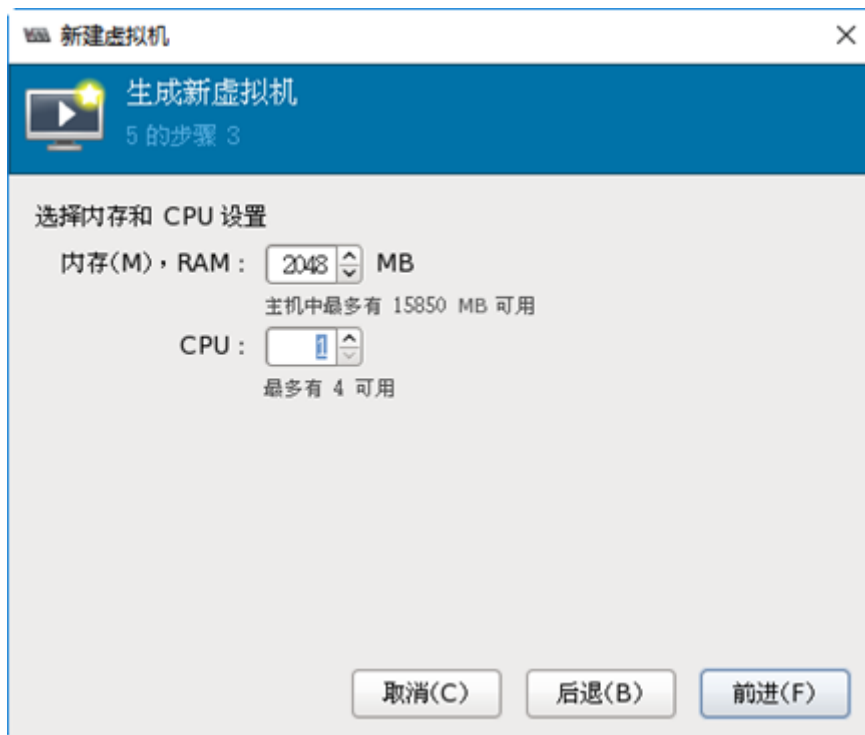 新建虚拟机
生成新虚拟机
5 的步骤 3
选择内存和 CPU 设置
内存(M)，RAM： 2048 MB
主机中最多有 15850 MB 可用
CPU： 1
最多有 4 可用
取消(C) 后退(B) 前进(F)